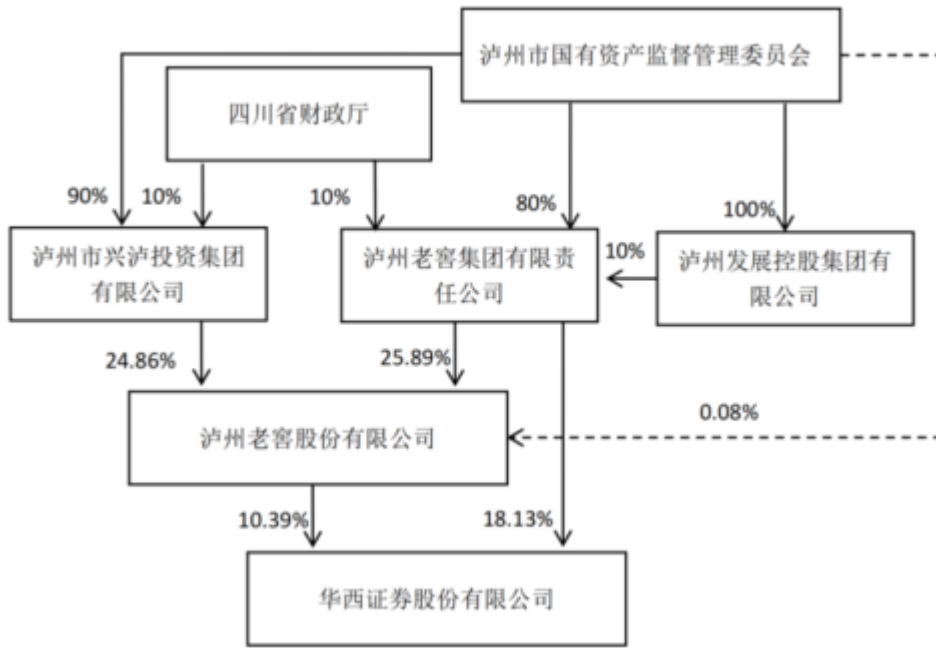 泸州市国有资产监督管理委员会
四川省财政厅
90%
10%
10%
80%
100%
泸州市兴泸投资集团
有限公司
泸州老窖集团有限责
任公司
10%
泸州发展控股集团有
限公司
24.86%
25.89%
0.08%
泸州老窖股份有限公司
10.39%
18.13%
华西证券股份有限公司